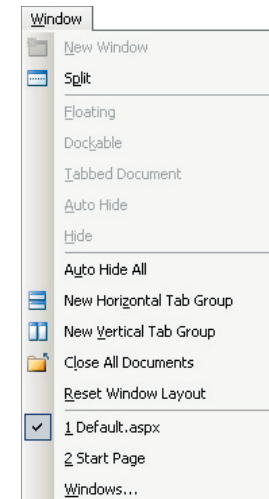 Window
New Window
Split
Floating
Dockable
Tabbed Document
Auto Hide
Hide
Auto Hide All
New Horizontal Tab Group
New Vertical Tab Group
Close All Documents
Reset Window Layout
1 Default.aspx
2 Start Page
Windows...